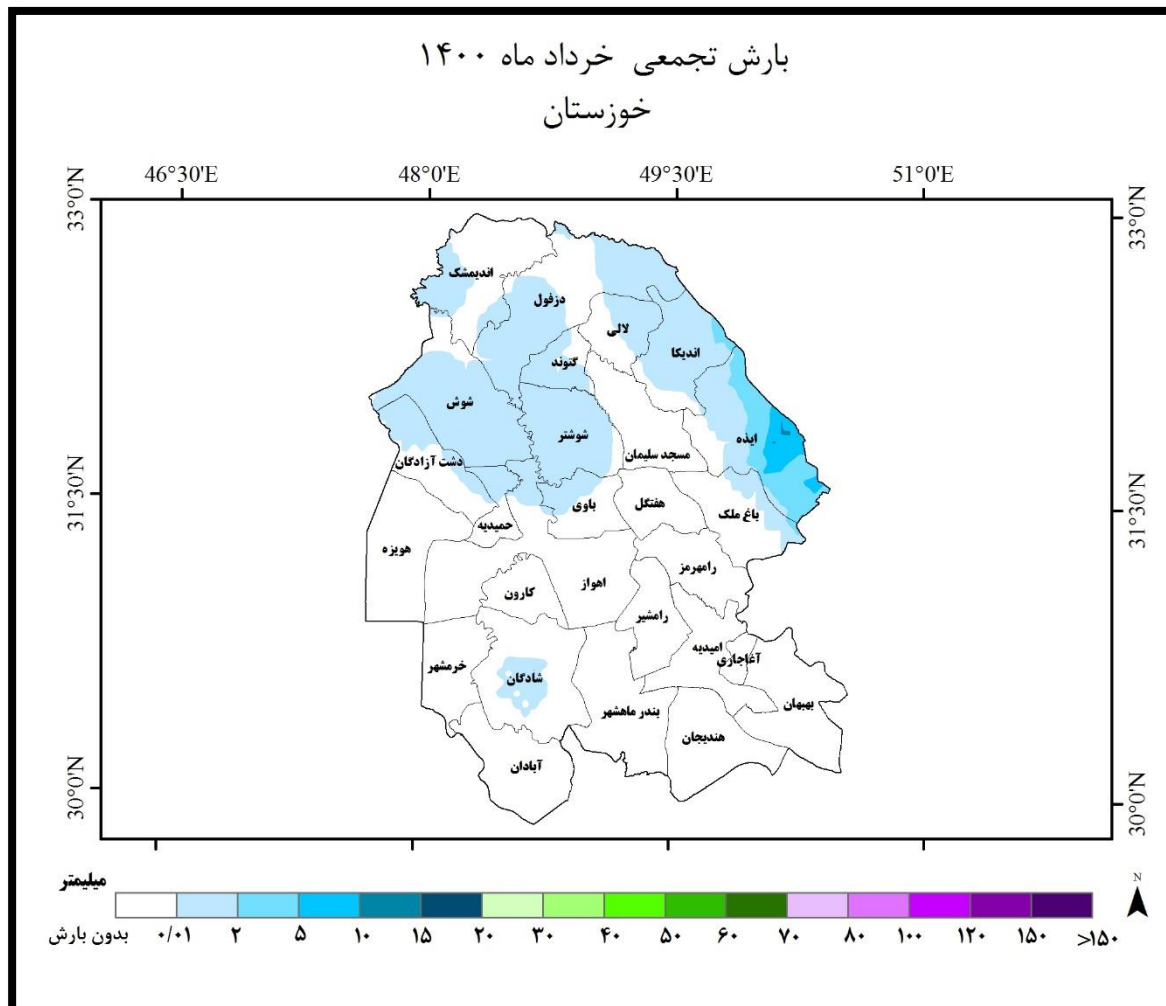 بارش تجمعی خرداد ماه ۱۴۰۰
خوزستان
46°30'E 48°0'E 49°30'E 51°0'E
33°0'N 33°0'N
اندیمشک
دزفول
لالی
اندیکا
گتوند
شوش
شوشتر
ایذه
مسجد سلیمان
دشت آزادگان
31°30'N 31°30'N
باوی
هفتگل
باغ ملک
حمیدیه
هویزه
رامهرمز
اهواز
کارون
رامشیر
امیدیه
آغاجاری
خرمشهر
شادگان
بهبهان
بندر ماهشهر
هندیجان
آبادان
30°0'N 30°0'N
میلیمتر
N
بدون بارش ۰/۰۱ ۲ ۵ ۱۰ ۱۵ ۲۰ ۳۰ ۴۰ ۵۰ ۶۰ ۷۰ ۸۰ ۱۰۰ ۱۲۰ ۱۵۰ >۱۵۰